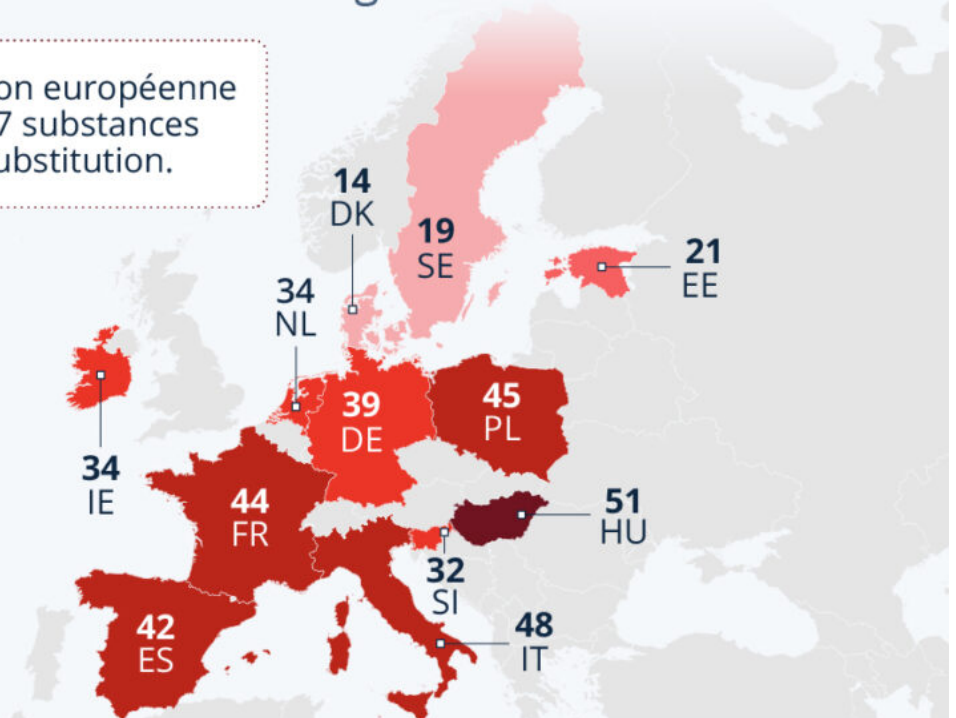 on européenne
7 substances
ubstitution.
14
DK
19
SE
21
EE
34
NL
39
DE
45
PL
34
IE
44
FR
51
HU
32
SI
42
ES
48
IT